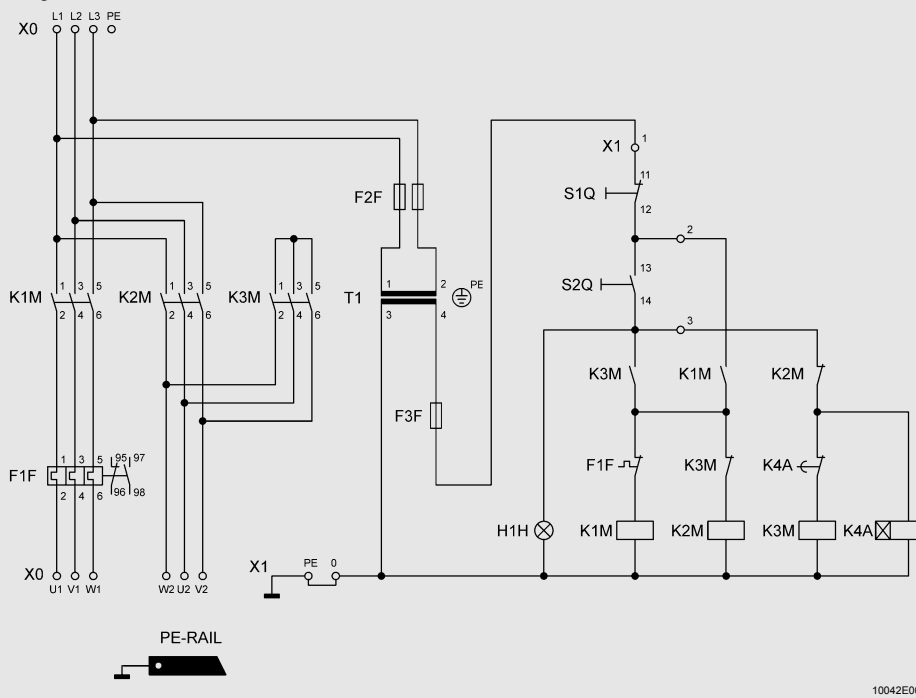 L1 L2 L3 PE
X0
X1
1
11
S1Q
12
F2F
2
13
S2Q
14
1 3 5
K1M
2 4 6
1 3 5
K2M
2 4 6
1 3 5
K3M
2 4 6
T1
1 2
3 4
PE
3
K3M
K1M
K2M
F3F
1 3 5
F1F
2 4 6
95 97
96 98
F1F
K3M
K4A
H1H
K1M
K2M
K3M
K4A
X0
U1 V1 W1
W2 U2 V2
X1
PE 0
PE-RAIL